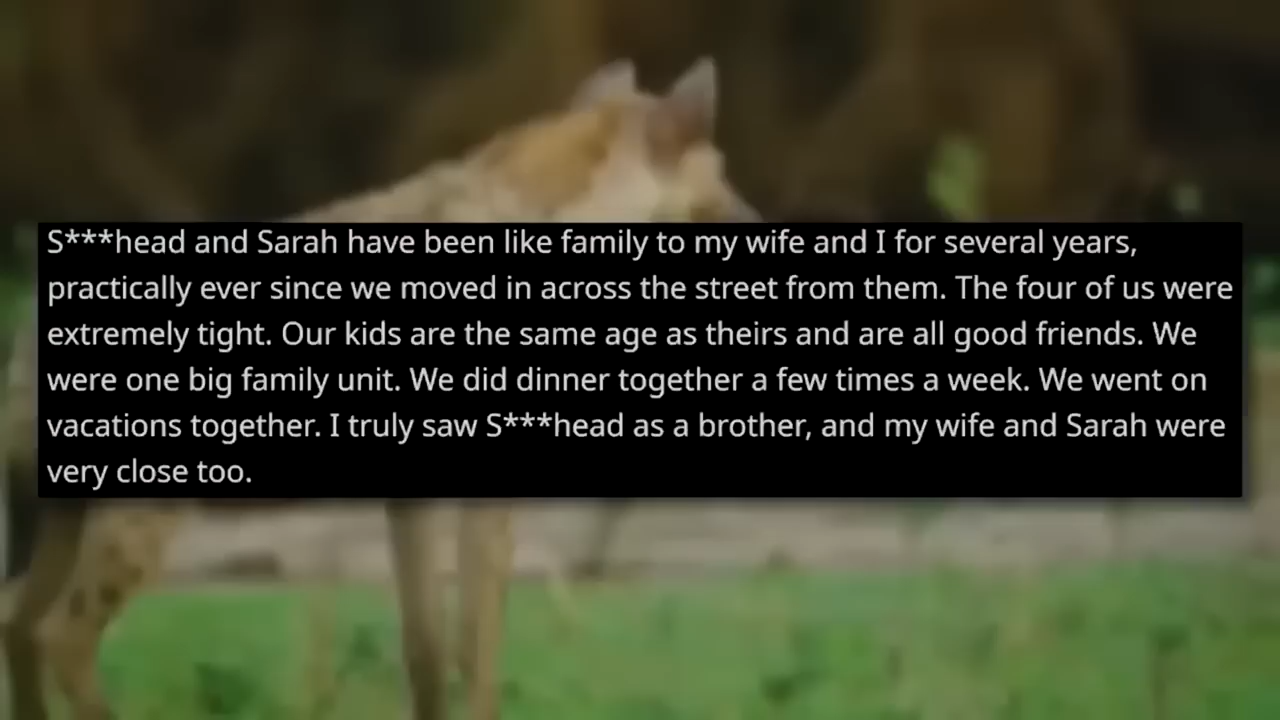 S***head and Sarah have been like family to my wife and I for several years,
practically ever since we moved in across the street from them. The four of us were
extremely tight. Our kids are the same age as theirs and are all good friends. We
were one big family unit. We did dinner together a few times a week. We went on
vacations together. I truly saw S***head as a brother, and my wife and Sarah were
very close too.